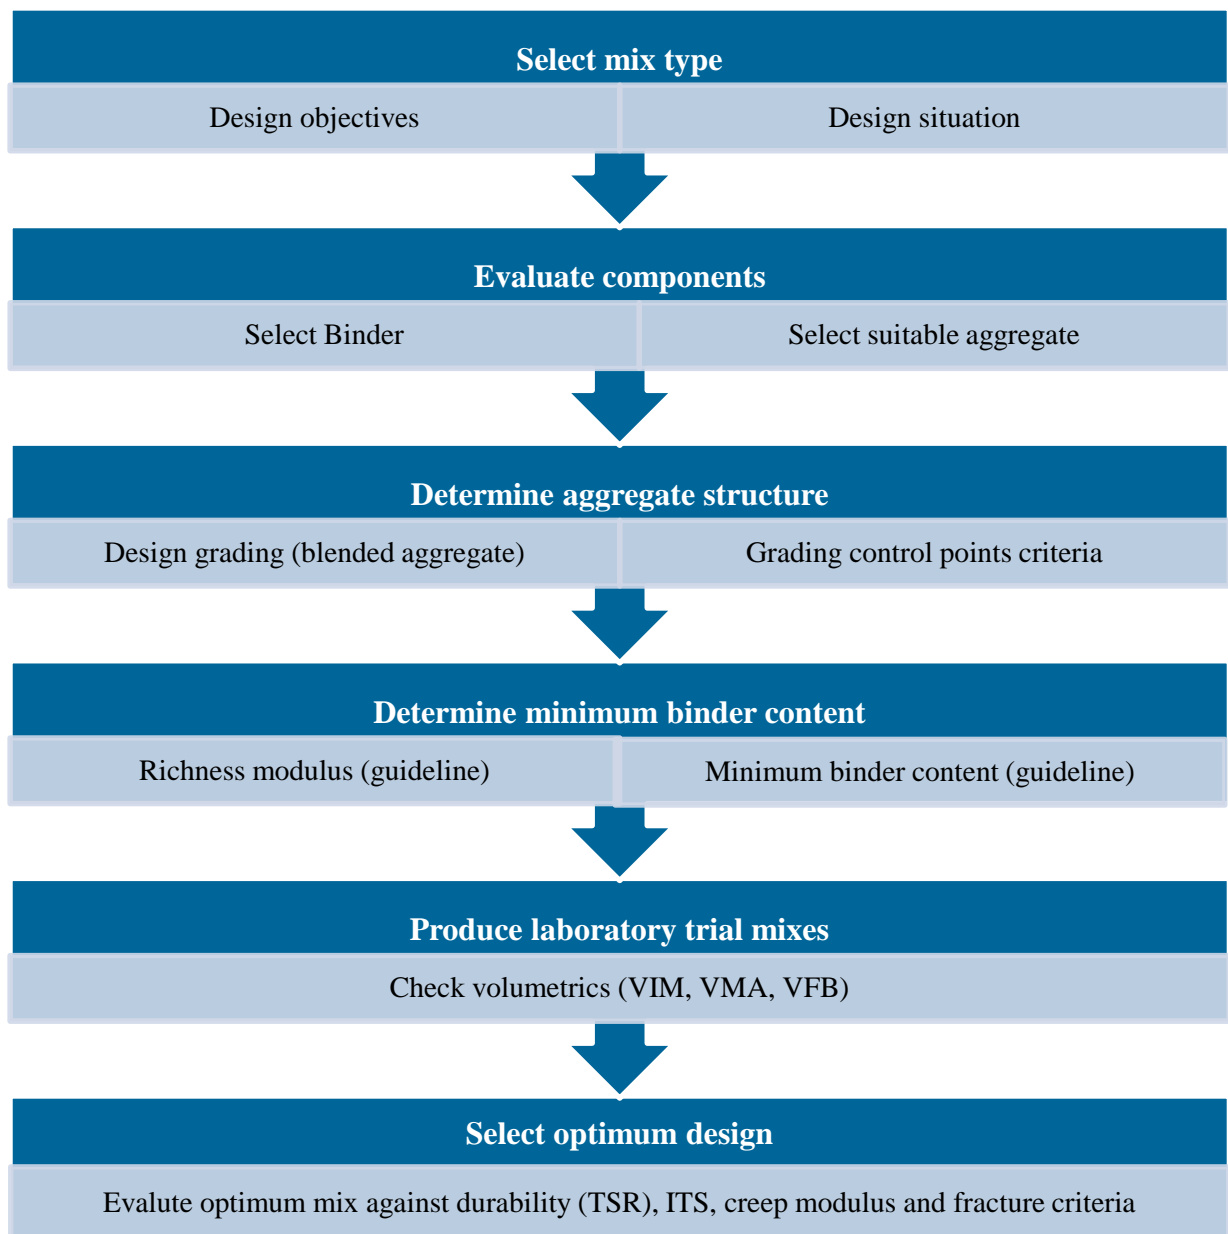 Select mix type
Design objectives
Design situation
Evaluate components
Select Binder
Select suitable aggregate
Determine aggregate structure
Design grading (blended aggregate)
Grading control points criteria
Determine minimum binder content
Richness modulus (guideline)
Minimum binder content (guideline)
Produce laboratory trial mixes
Check volumetrics (VIM, VMA, VFB)
Select optimum design
Evalute optimum mix against durability (TSR), ITS, creep modulus and fracture criteria